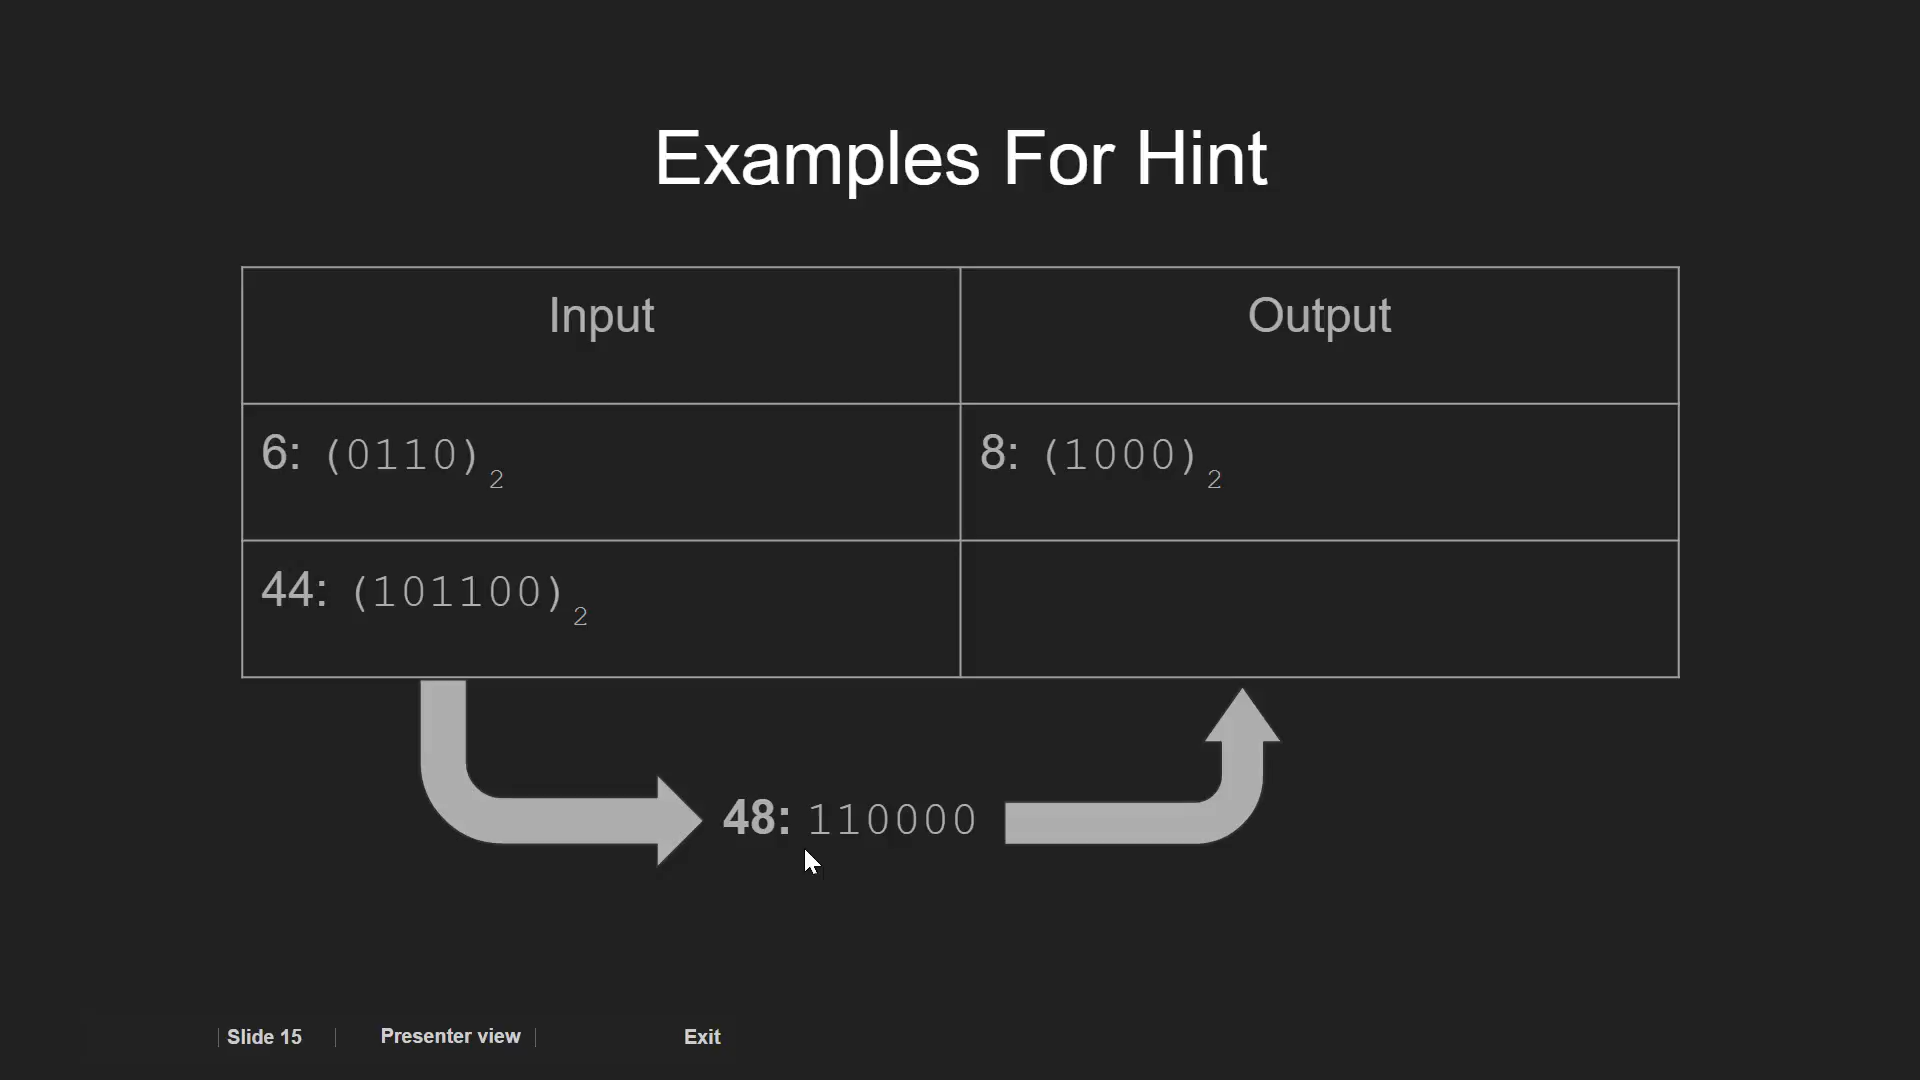 Examples For Hint
Input
Output
6: (0110)₂
8: (1000)₂
44: (101100)₂
48: 110000
Slide 15
Presenter view
Exit